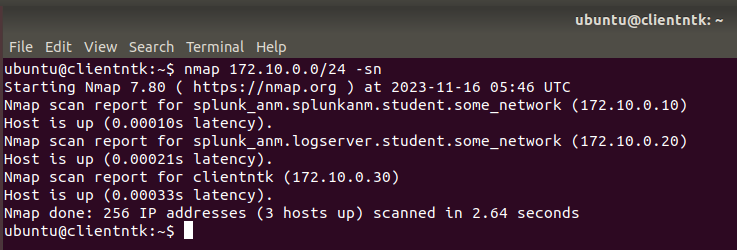 ubuntu@clientntk: ~
File Edit View Search Terminal Help
ubuntu@clientntk:~$ nmap 172.10.0.0/24 -sn
Starting Nmap 7.80 ( https://nmap.org ) at 2023-11-16 05:46 UTC
Nmap scan report for splunk_anm.splunkanm.student.some_network (172.10.0.10)
Host is up (0.00010s latency).
Nmap scan report for splunk_anm.logserver.student.some_network (172.10.0.20)
Host is up (0.00021s latency).
Nmap scan report for clientntk (172.10.0.30)
Host is up (0.00033s latency).
Nmap done: 256 IP addresses (3 hosts up) scanned in 2.64 seconds
ubuntu@clientntk:~$